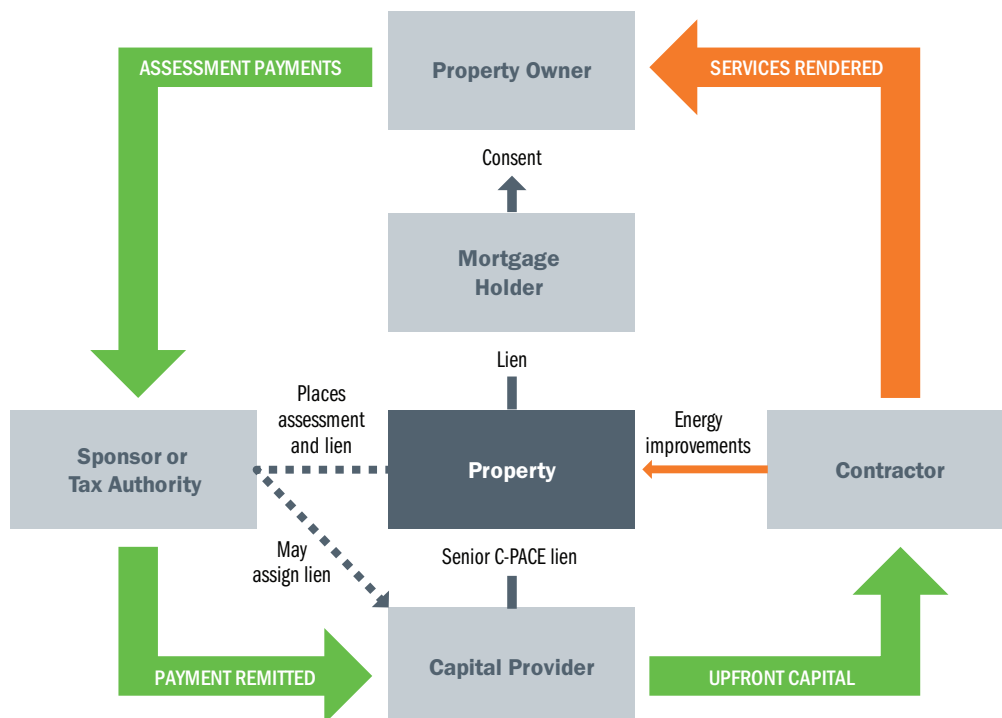 ASSESSMENT PAYMENTS
Property Owner
SERVICES RENDERED
Consent
Mortgage
Holder
Lien
Places
assessment
and lien
Energy
improvements
Sponsor or
Tax Authority
Property
Contractor
May
assign lien
Senior C-PACE lien
PAYMENT REMITTED
Capital Provider
UPFRONT CAPITAL